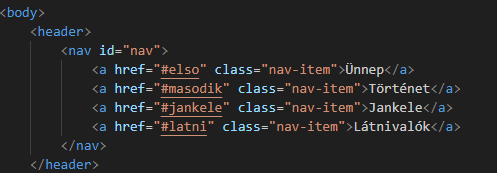 <body>
<header>
<nav id="nav">
<a href="#elso" class="nav-item">Ünnep</a>
<a href="#masodik" class="nav-item">Történet</a>
<a href="#jankele" class="nav-item">Jankele</a>
<a href="#latni" class="nav-item">Látnivalók</a>
</nav>
</header>